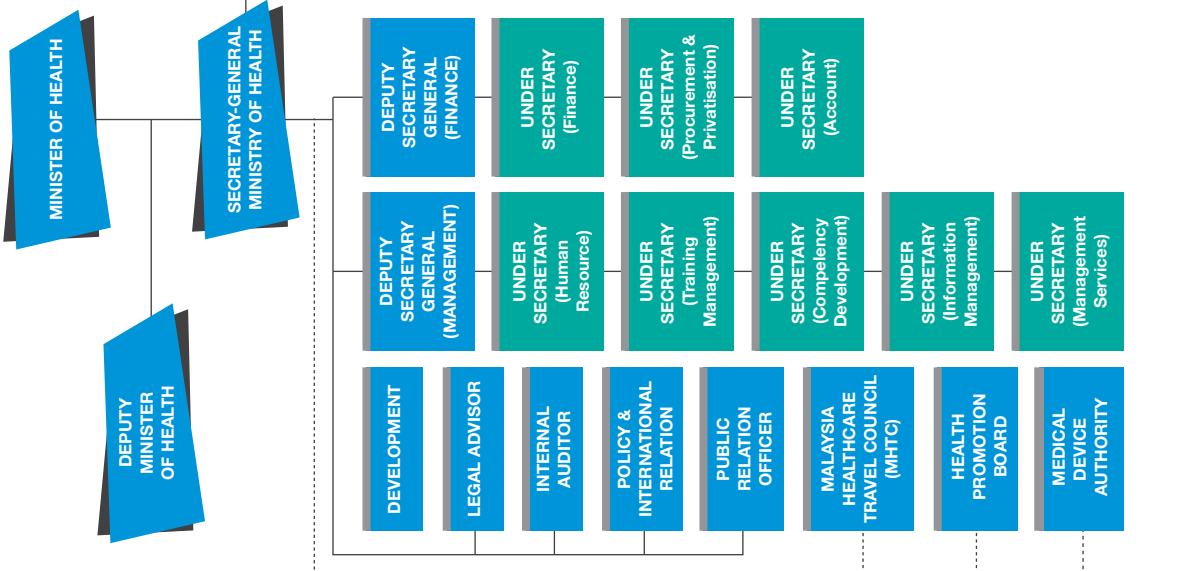 MINISTER OF HEALTH
SECRETARY-GENERAL
MINISTRY OF HEALTH
DEPUTY
MINISTER
OF HEALTH
DEPUTY
SECRETARY
GENERAL
(FINANCE)
UNDER
SECRETARY
(Finance)
UNDER
SECRETARY
(Procurement &
Privatisation)
UNDER
SECRETARY
(Account)
DEPUTY
SECRETARY
GENERAL
(MANAGEMENT)
UNDER
SECRETARY
(Human
Resource)
UNDER
SECRETARY
(Training
Management)
UNDER
SECRETARY
(Compelency
Development)
UNDER
SECRETARY
(Information
Management)
UNDER
SECRETARY
(Management
Services)
DEVELOPMENT
LEGAL ADVISOR
INTERNAL
AUDITOR
POLICY &
INTERNATIONAL
RELATION
PUBLIC
RELATION
OFFICER
MALAYSIA
HEALTHCARE
TRAVEL COUNCIL
(MHTC)
HEALTH
PROMOTION
BOARD
MEDICAL
DEVICE
AUTHORITY